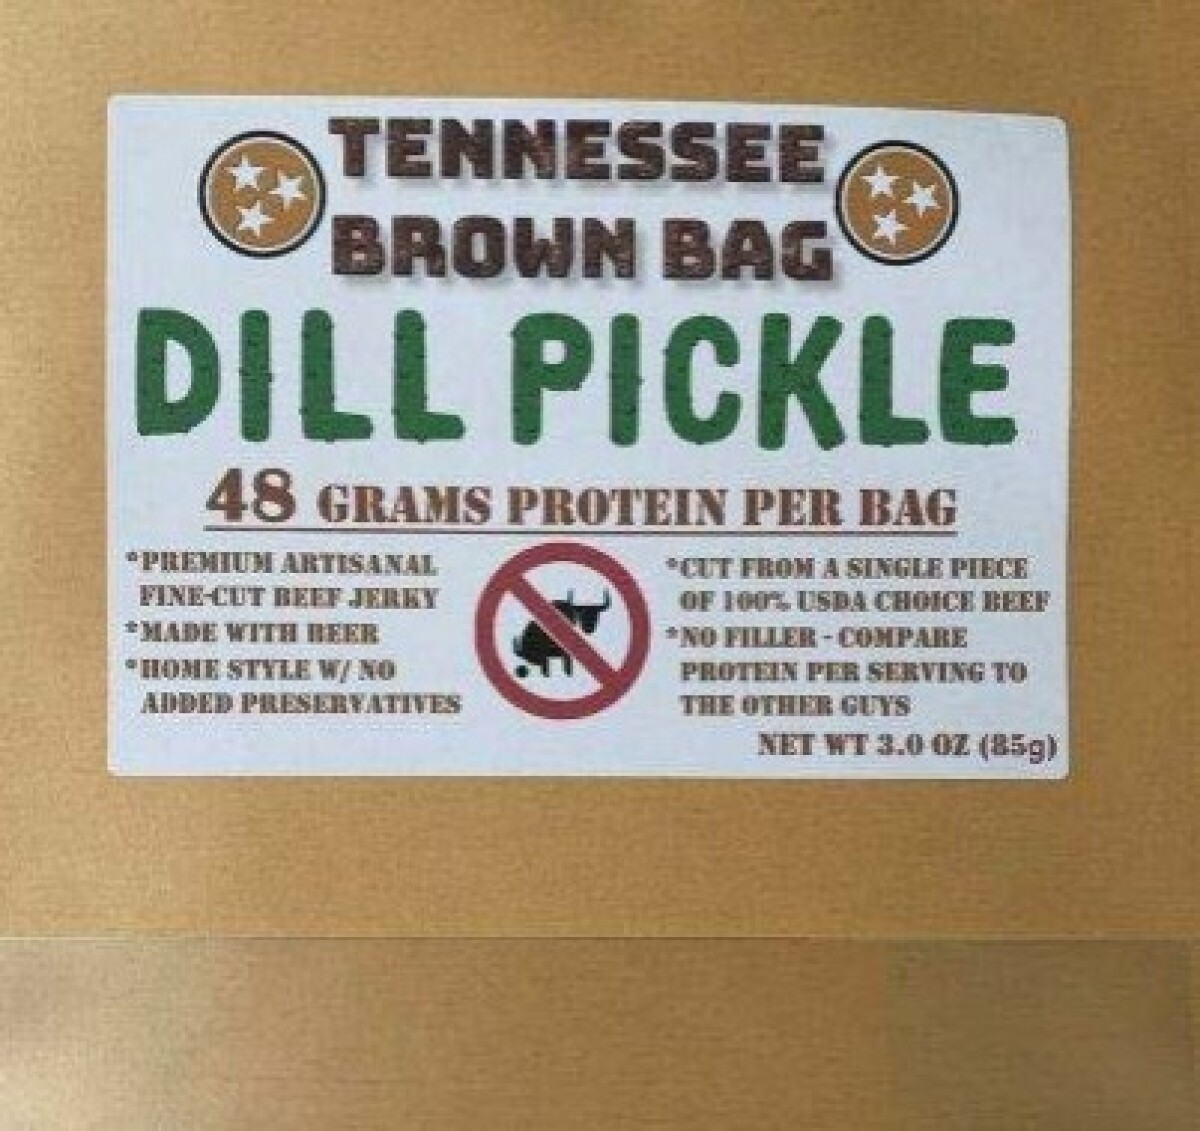 TENNESSEE
BROWN BAG
DILL PICKLE
48 GRAMS PROTEIN PER BAG
*PREMIUM ARTISANAL
FINE-CUT BEEF JERKY
*MADE WITH BEER
*HOME STYLE W/ NO
ADDED PRESERVATIVES
*CUT FROM A SINGLE PIECE
OF 100% USDA CHOICE BEEF
*NO FILLER - COMPARE
PROTEIN PER SERVING TO
THE OTHER GUYS
NET WT 3.0 OZ (85g)